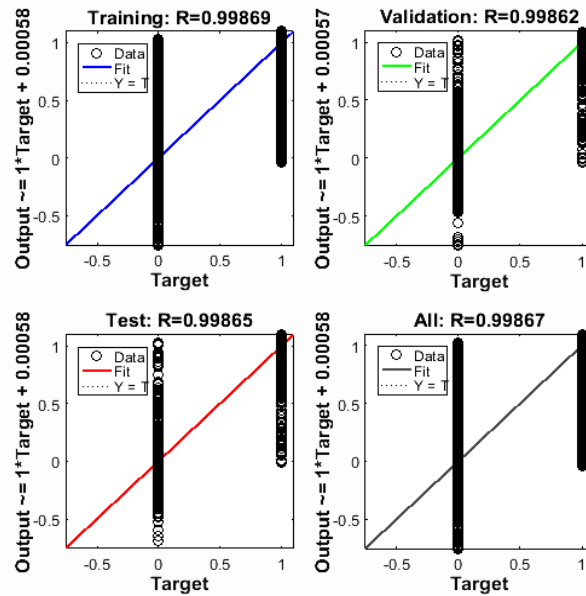 Training: R=0.99869
Output ~= 1*Target + 0.00058
1
0.5
0
-0.5
Data
Fit
Y = T
-0.5 0 0.5 1
Target
Validation: R=0.99862
Output ~= 1*Target + 0.00057
1
0.5
0
-0.5
Data
Fit
Y = T
-0.5 0 0.5 1
Target
Test: R=0.99865
Output ~= 1*Target + 0.00058
1
0.5
0
-0.5
Data
Fit
Y = T
-0.5 0 0.5 1
Target
All: R=0.99867
Output ~= 1*Target + 0.00058
1
0.5
0
-0.5
Data
Fit
Y = T
-0.5 0 0.5 1
Target